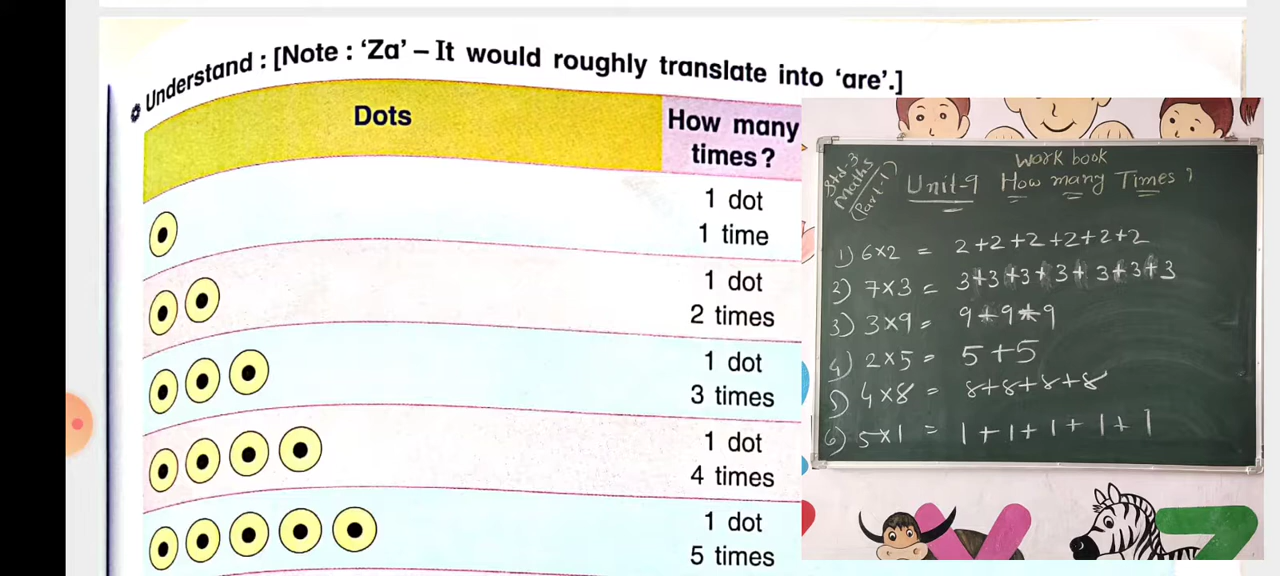 Understand : [Note : ‘Za’ – It would roughly translate into ‘are’.]
Dots
How many
times ?
1 dot
1 time
1 dot
2 times
1 dot
3 times
1 dot
4 times
1 dot
5 times
Std-3
Maths
(Part-1)
Work book
Unit-9 How many Times ?
1) 6×2 = 2+2+2+2+2+2
2) 7×3 = 3+3+3+3+3+3+3
3) 3×9 = 9+9+9
4) 2×5 = 5+5
5) 4×8 = 8+8+8+8
6) 5×1 = 1+1+1+1+1